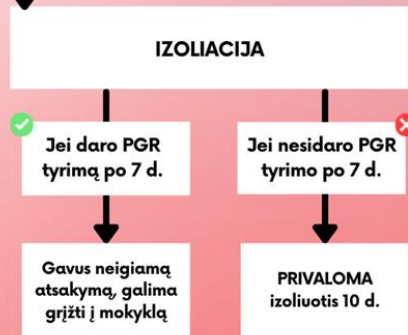 IZOLIACIJA
Jei daro PGR
tyrimą po 7 d.
Jei nesidaro PGR
tyrimo po 7 d.
Gavus neigiamą
atsakymą, galima
grįžti į mokyklą
PRIVALOMA
izoliuotis 10 d.